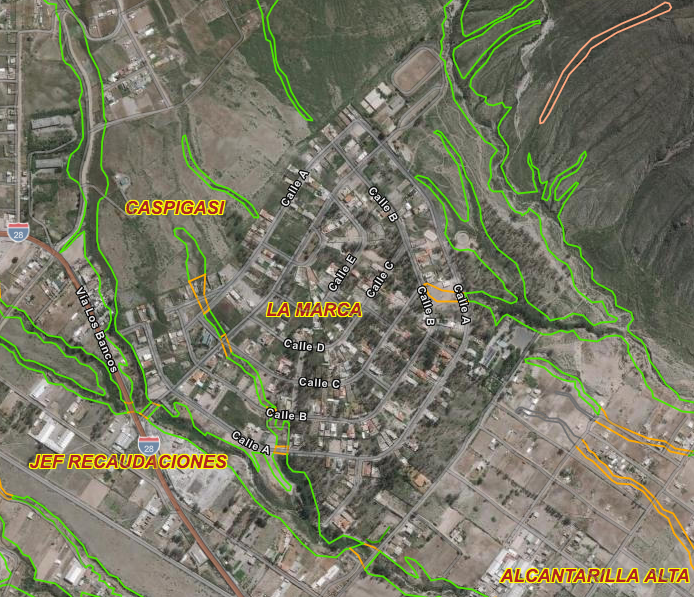 Calle A
CASPIGASI
Calle B
28
Calle E
Calle C
Vía Los Bancos
LA MARCA
Calle B
Calle A
Calle D
Calle C
Calle B
Calle A
28
JEF RECAUDACIONES
ALCANTARILLA ALTA